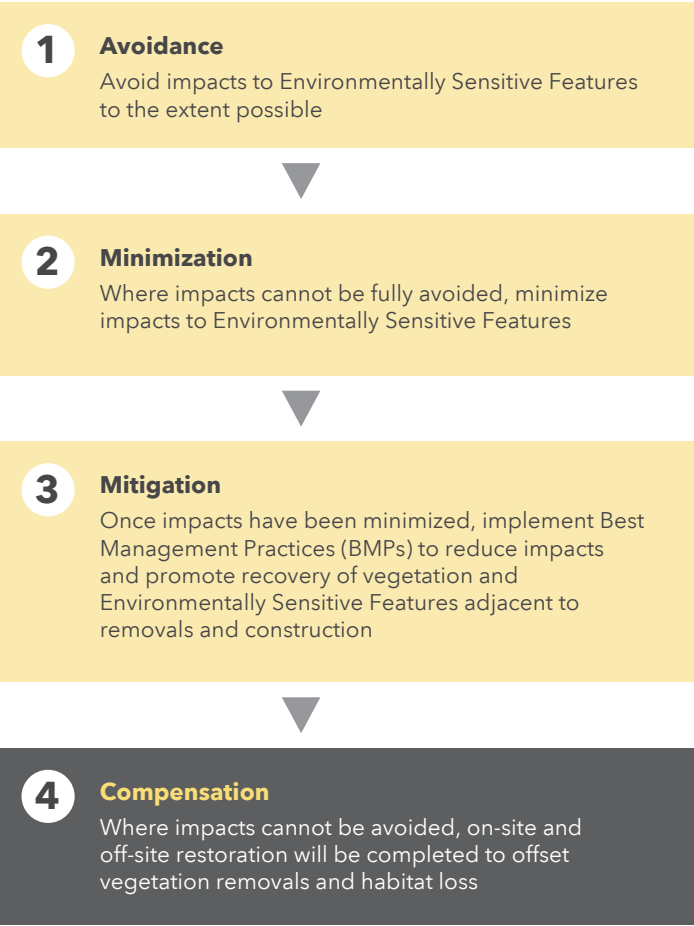 1
Avoidance
Avoid impacts to Environmentally Sensitive Features
to the extent possible
2
Minimization
Where impacts cannot be fully avoided, minimize
impacts to Environmentally Sensitive Features
3
Mitigation
Once impacts have been minimized, implement Best
Management Practices (BMPs) to reduce impacts
and promote recovery of vegetation and
Environmentally Sensitive Features adjacent to
removals and construction
4
Compensation
Where impacts cannot be avoided, on-site and
off-site restoration will be completed to offset
vegetation removals and habitat loss